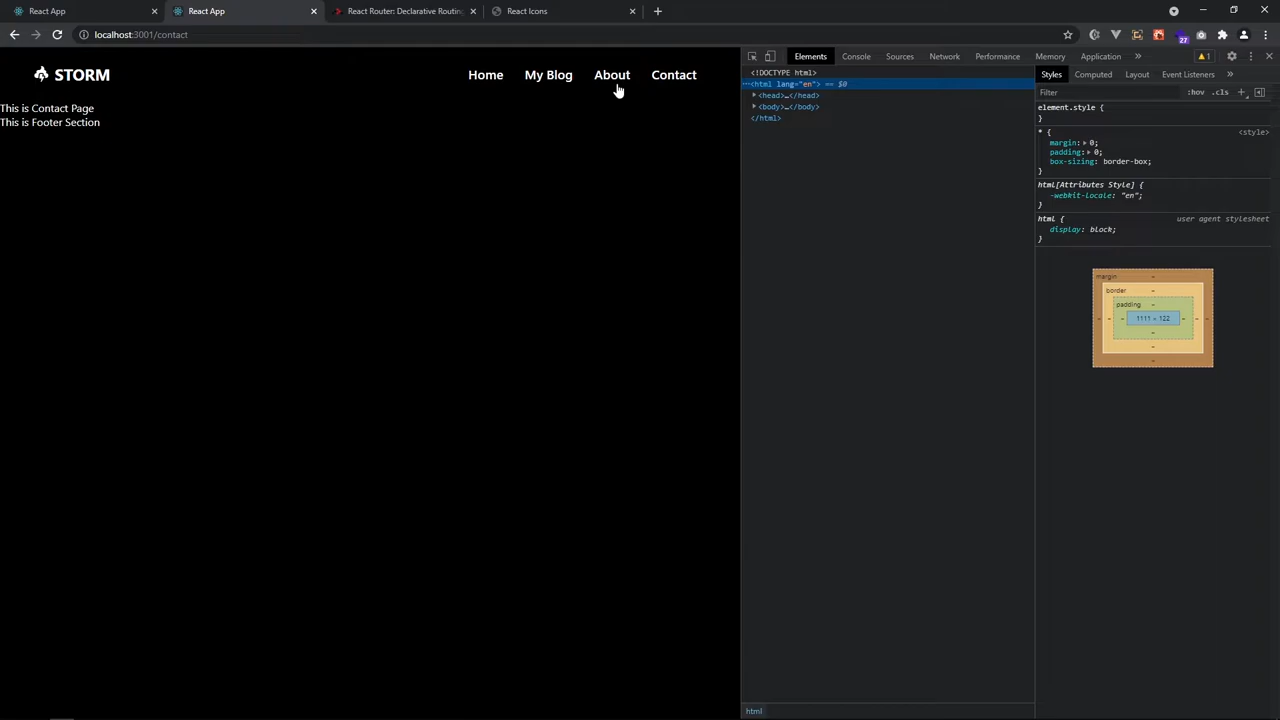 React App
React App
React Router: Declarative Routin
React Icons
localhost:3001/contact
27
STORM
Home
My Blog
About
Contact
This is Contact Page
This is Footer Section
Elements
Console
Sources
Network
Performance
Memory
Application
»
1
<!DOCTYPE html>
<html lang="en"> == $0
<head>…</head>
<body>…</body>
</html>
html
Styles
Computed
Layout
Event Listeners
»
Filter
:hov .cls
element.style {
}
* { <style>
margin: 0;
padding: 0;
box-sizing: border-box;
}
html[Attributes Style] {
-webkit-locale: "en";
}
html { user agent stylesheet
display: block;
}
margin -
border -
padding -
- - - 1111 × 122 - - -
-
-
-